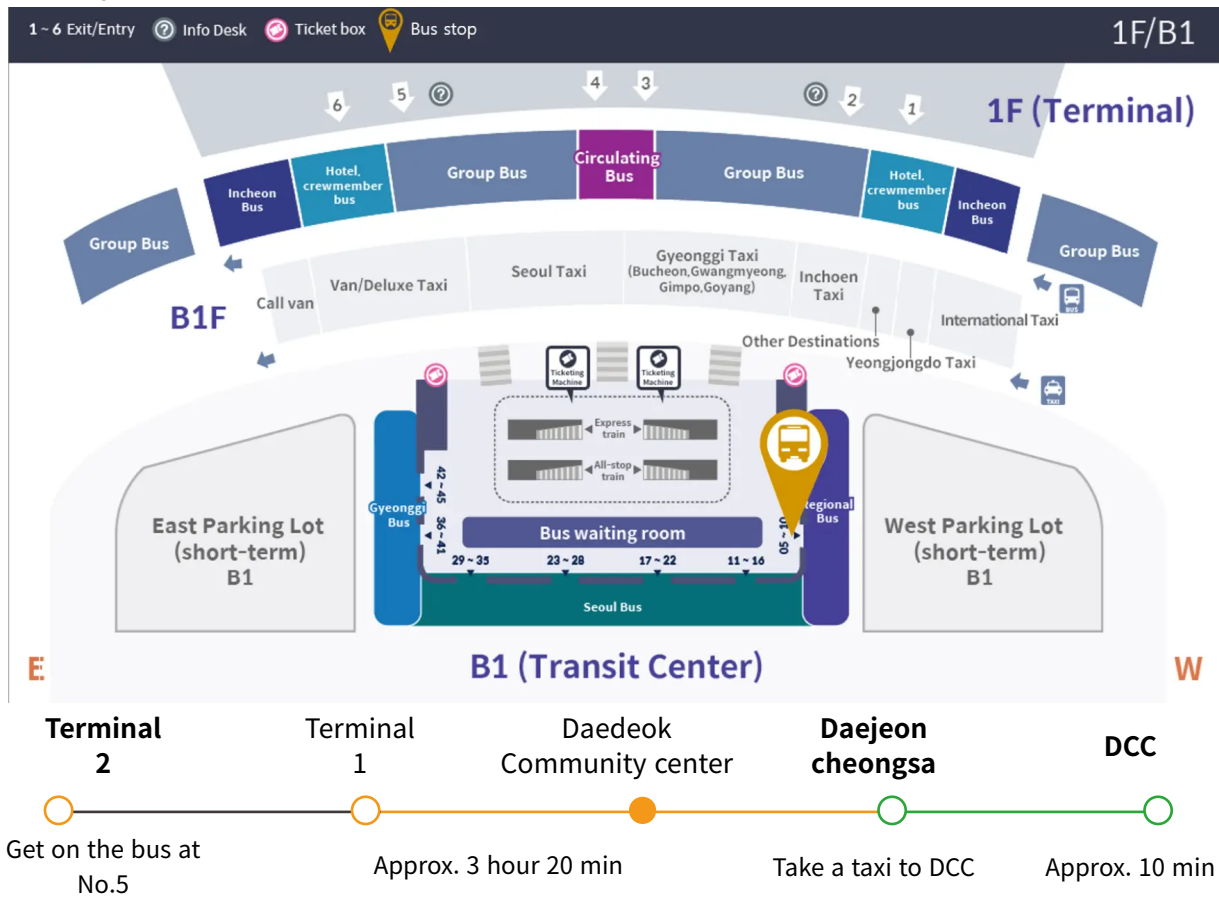 1 ~ 6 Exit/Entry
Info Desk
Ticket box
Bus stop
1F/B1
6
5
4
3
2
1
1F (Terminal)
Group Bus
Incheon
Bus
Hotel,
crewmember
bus
Group Bus
Circulating
Bus
Group Bus
Hotel,
crewmember
bus
Incheon
Bus
Group Bus
BUS
B1F
Call van
Van/Deluxe Taxi
Seoul Taxi
Gyeonggi Taxi
(Bucheon,Gwangmyeong,
Gimpo,Goyang)
Inchoen
Taxi
Other Destinations
Yeongjongdo Taxi
International Taxi
TAXI
Ticketing
Machine
Ticketing
Machine
Express
train
All-stop
train
East Parking Lot
(short-term)
B1
Gyeonggi
Bus
42 ~ 45
36 ~ 41
Bus waiting room
29 ~ 35
23 ~ 28
17 ~ 22
11 ~ 16
05 ~ 10
Regional
Bus
West Parking Lot
(short-term)
B1
Seoul Bus
E
B1 (Transit Center)
W
Terminal
2
Terminal
1
Daedeok
Community center
Daejeon
cheongsa
DCC
Get on the bus at
No.5
Approx. 3 hour 20 min
Take a taxi to DCC
Approx. 10 min